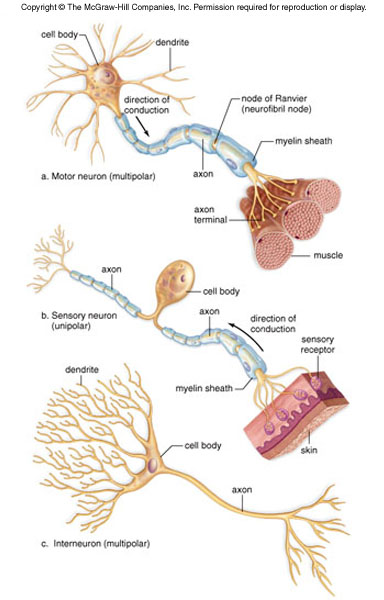 Copyright © The McGraw-Hill Companies, Inc. Permission required for reproduction or display.
cell body
dendrite
direction of
conduction
node of Ranvier
(neurofibril node)
myelin sheath
axon
a. Motor neuron (multipolar)
axon
terminal
muscle
axon
cell body
b. Sensory neuron
(unipolar)
axon
direction of
conduction
sensory
receptor
dendrite
myelin sheath
skin
cell body
axon
c. Interneuron (multipolar)